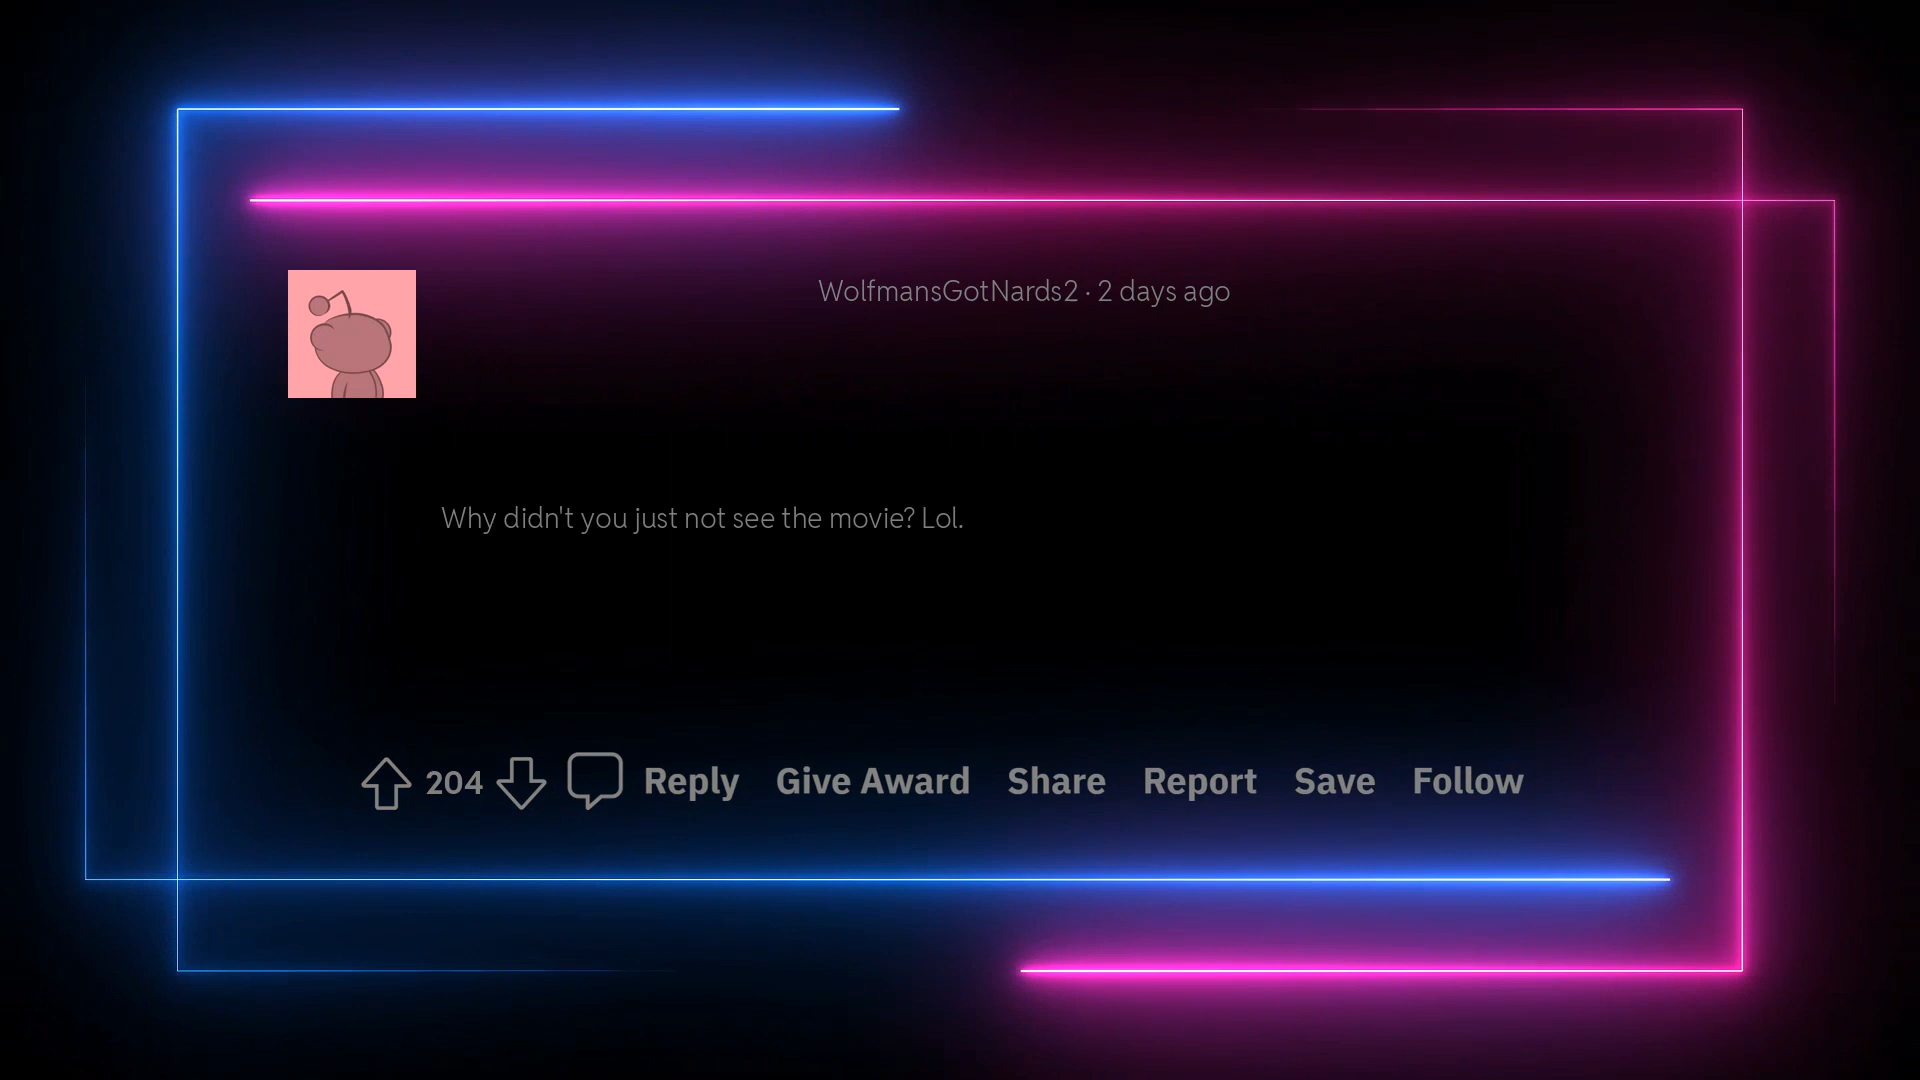 WolfmansGotNards2 · 2 days ago
Why didn't you just not see the movie? Lol.
204 Reply Give Award Share Report Save Follow